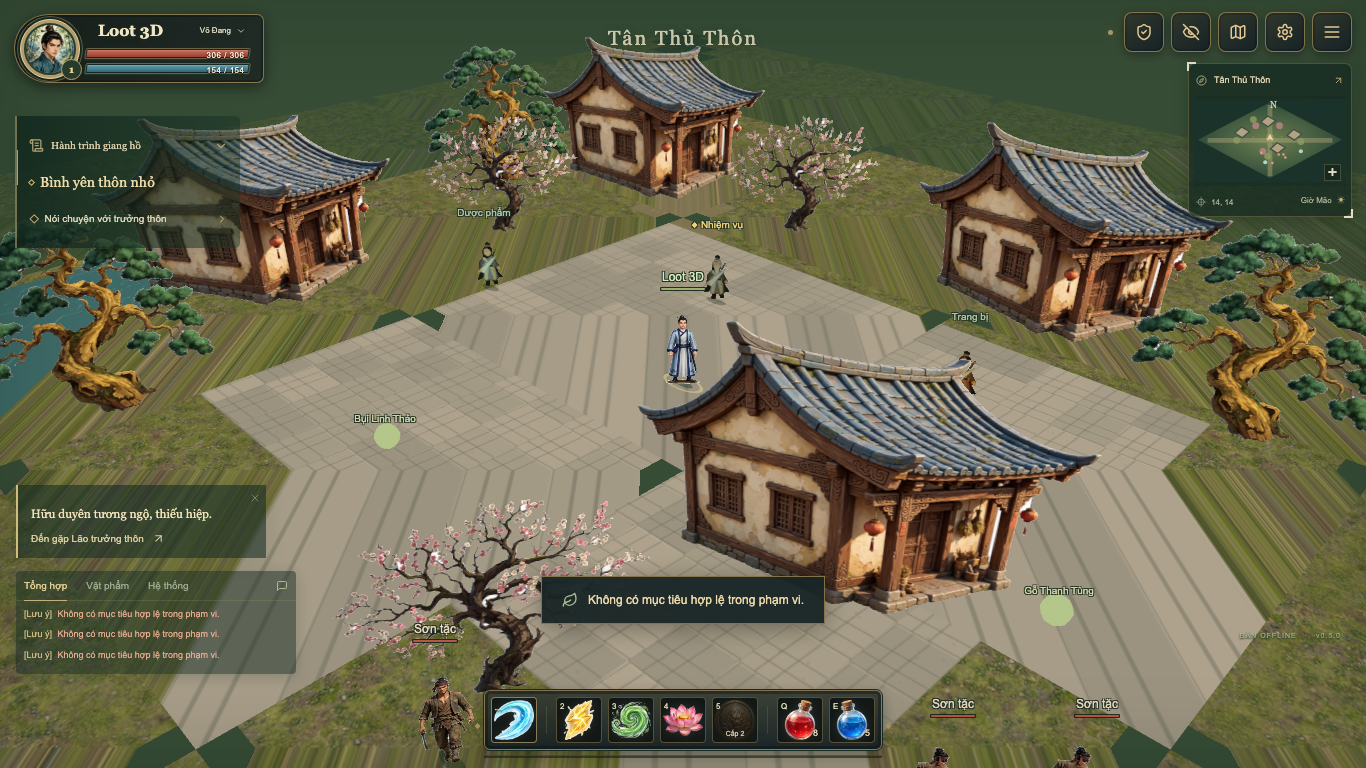 Loot 3D
Võ Đang
306 / 306
154 / 154
1
Tân Thủ Thôn
Tân Thủ Thôn
N
14, 14
Giờ Mão
Hành trình giang hồ
Bình yên thôn nhỏ
Nói chuyện với trưởng thôn
Dược phẩm
Nhiệm vụ
Loot 3D
Trang bị
Bụi Linh Thảo
Hữu duyên tương ngộ, thiếu hiệp.
Đến gặp Lão trưởng thôn
Tổng hợp
Vật phẩm
Hệ thống
[Lưu ý] Không có mục tiêu hợp lệ trong phạm vi.
[Lưu ý] Không có mục tiêu hợp lệ trong phạm vi.
[Lưu ý] Không có mục tiêu hợp lệ trong phạm vi.
Không có mục tiêu hợp lệ trong phạm vi.
Gỗ Thanh Tùng
BẢN OFFLINE
v0.5.0
Sơn tặc
Sơn tặc
Sơn tặc
2
3
4
5
Cấp 2
Q
8
E
5